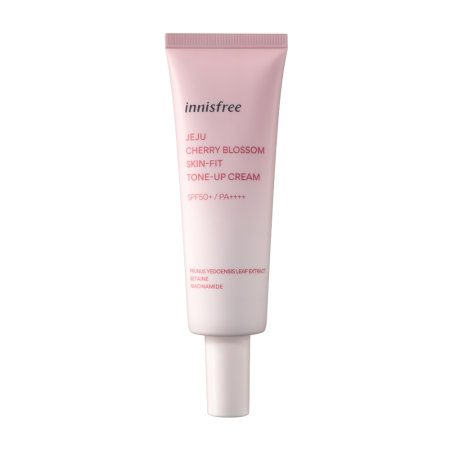 innisfree
JEJU
CHERRY BLOSSOM
SKIN-FIT
TONE-UP CREAM
SPF50+ / PA++++
PRUNUS YEDOENSIS LEAF EXTRACT
BETAINE
NIACINAMIDE